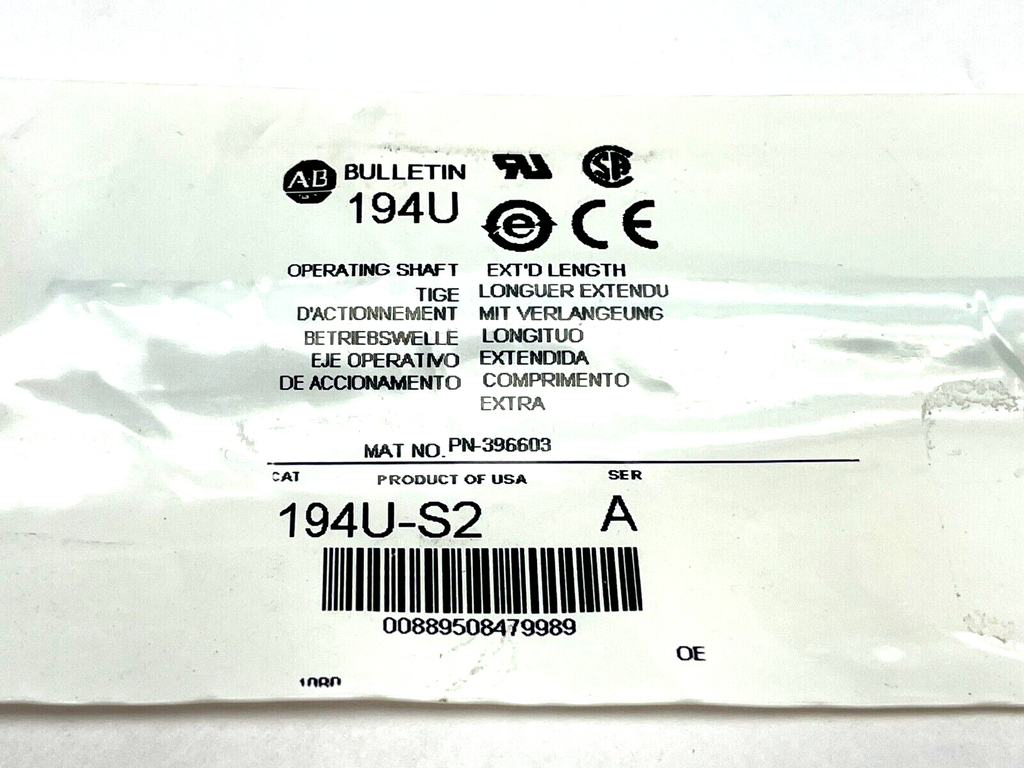 AB BULLETIN
194U
OPERATING SHAFT EXT'D LENGTH
TIGE LONGUER EXTENDU
D'ACTIONNEMENT MIT VERLANGEUNG
BETRIEBSWELLE LONGITUO
EJE OPERATIVO EXTENDIDA
DE ACCIONAMENTO COMPRIMENTO
EXTRA
MAT NO. PN-396603
CAT PRODUCT OF USA SER
194U-S2 A
00889508479989
OE